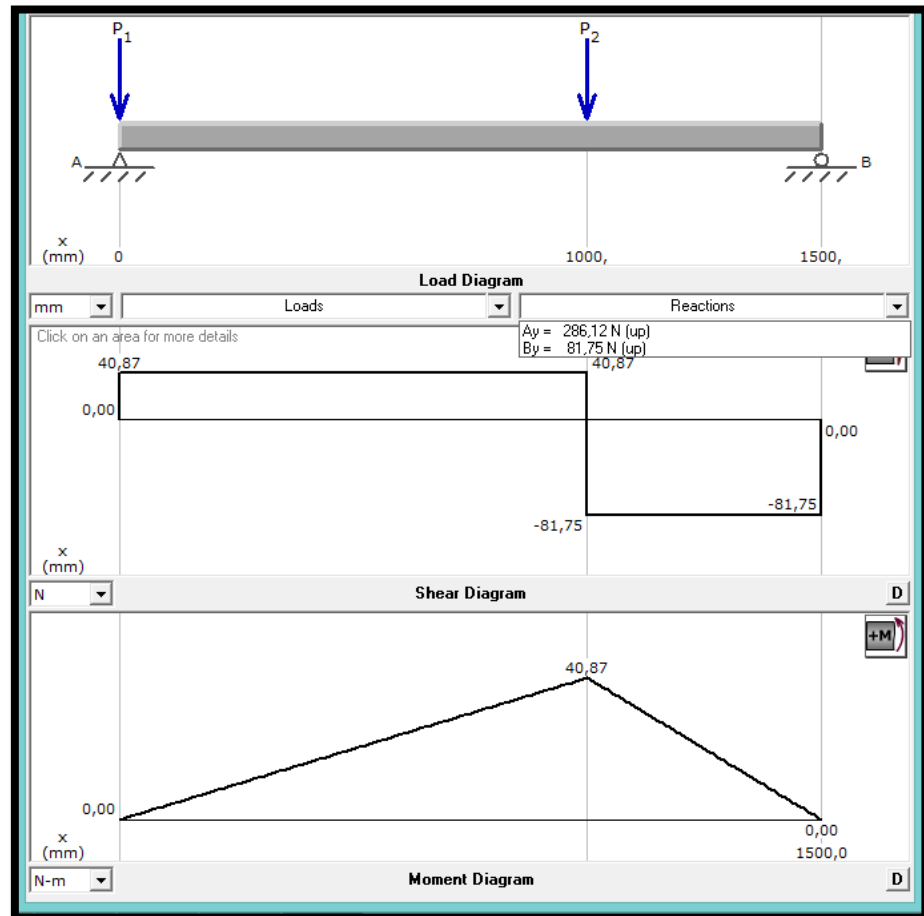 P1 P2
A B
x
(mm) 0 1000, 1500,
Load Diagram
mm Loads Reactions
Click on an area for more details
Ay = 286,12 N (up)
By = 81,75 N (up)
40,87 40,87
0,00
0,00
-81,75
-81,75
x
(mm)
N Shear Diagram D
+M
40,87
0,00
0,00
x
(mm) 1500,0
N-m Moment Diagram D